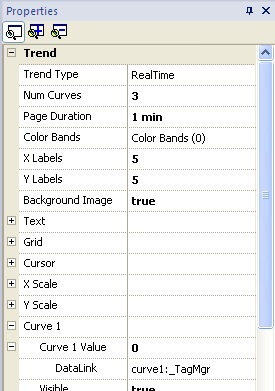 Properties
Trend
Trend Type RealTime
Num Curves 3
Page Duration 1 min
Color Bands Color Bands (0)
X Labels 5
Y Labels 5
Background Image true
Text
Grid
Cursor
X Scale
Y Scale
Curve 1
Curve 1 Value 0
DataLink curve1:_TagMgr
Visible true